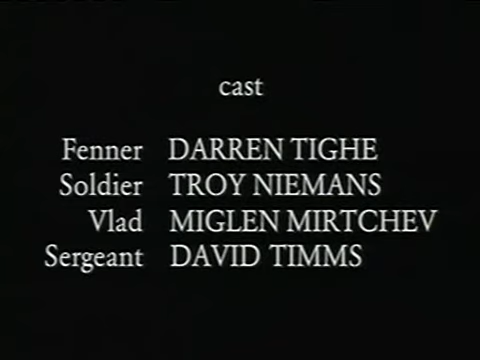 cast
Fenner DARREN TIGHE
Soldier TROY NIEMANS
Vlad MIGLEN MIRTCHEV
Sergeant DAVID TIMMS